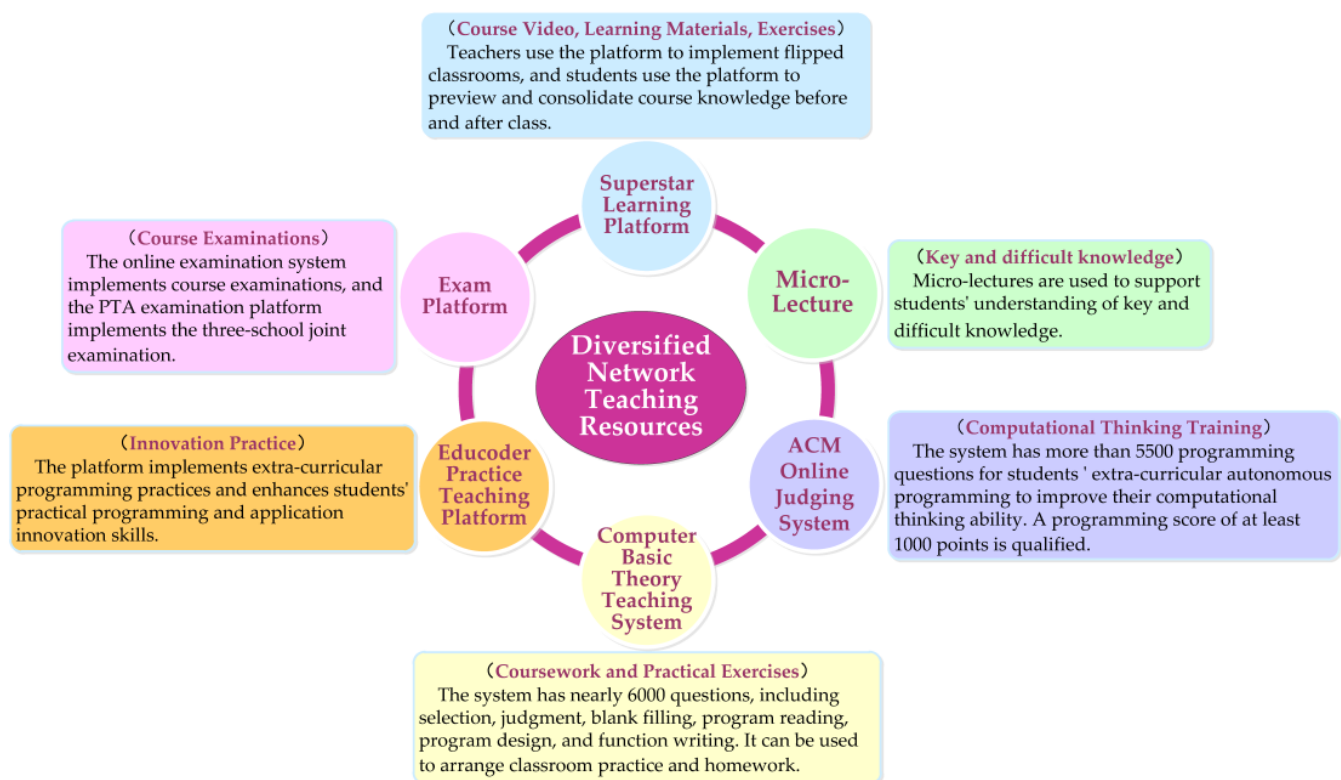 （Course Video, Learning Materials, Exercises）
Teachers use the platform to implement flipped
classrooms, and students use the platform to
preview and consolidate course knowledge before
and after class.
Superstar
Learning
Platform
（Course Examinations）
The online examination system
implements course examinations, and
the PTA examination platform
implements the three-school joint
examination.
Exam
Platform
Micro-
Lecture
（Key and difficult knowledge）
Micro-lectures are used to support
students' understanding of key and
difficult knowledge.
Diversified
Network
Teaching
Resources
（Innovation Practice）
The platform implements extra-curricular
programming practices and enhances students'
practical programming and application
innovation skills.
Educoder
Practice
Teaching
Platform
ACM
Online
Judging
System
（Computational Thinking Training）
The system has more than 5500 programming
questions for students ' extra-curricular autonomous
programming to improve their computational
thinking ability. A programming score of at least
1000 points is qualified.
Computer
Basic
Theory
Teaching
System
（Coursework and Practical Exercises）
The system has nearly 6000 questions, including
selection, judgment, blank filling, program reading,
program design, and function writing. It can be used
to arrange classroom practice and homework.